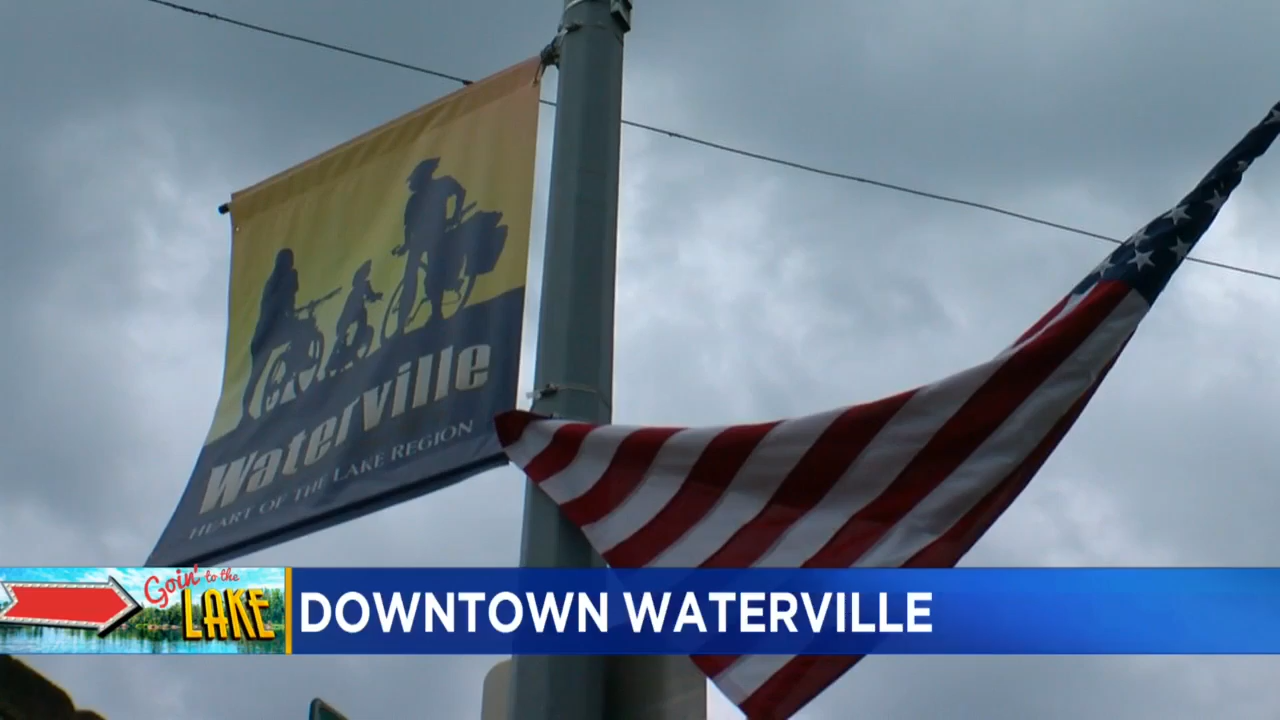 Waterville
HEART OF THE LAKE REGION
Goin' to the
LAKE
DOWNTOWN WATERVILLE